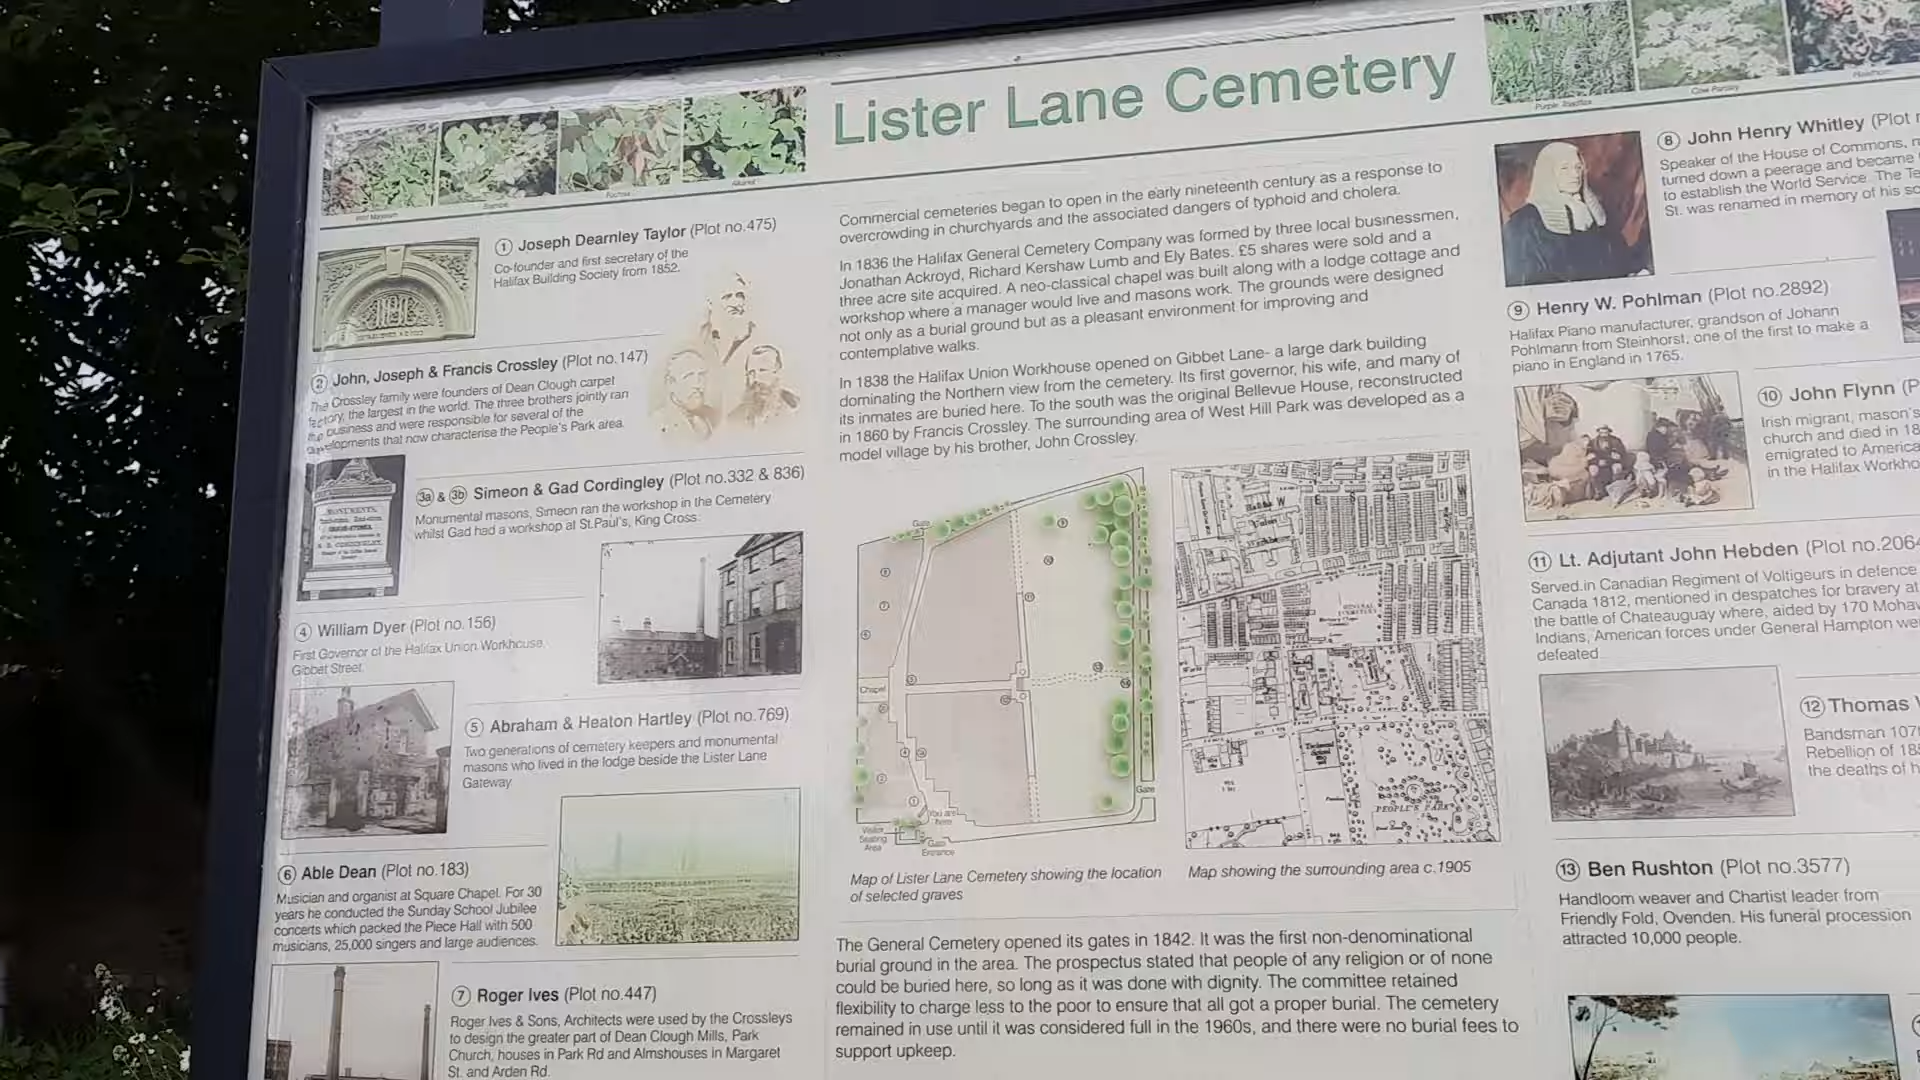 Lister Lane Cemetery
Wild Marjoram
Bramble
Fuchsia
Alkanet
Purple Toadflax
Cow Parsley
1 Joseph Dearnley Taylor (Plot no.475)
Co-founder and first secretary of the
Halifax Building Society from 1852.
2 John, Joseph & Francis Crossley (Plot no.147)
The Crossley family were founders of Dean Clough carpet
factory, the largest in the world. The three brothers jointly ran
the business and were responsible for several of the
developments that now characterise the People's Park area.
3a & 3b Simeon & Gad Cordingley (Plot no.332 & 836)
Monumental masons, Simeon ran the workshop in the Cemetery
whilst Gad had a workshop at St.Paul's, King Cross.
MONUMENTS,
4 William Dyer (Plot no.156)
First Governor of the Halifax Union Workhouse,
Gibbet Street.
5 Abraham & Heaton Hartley (Plot no.769)
Two generations of cemetery keepers and monumental
masons who lived in the lodge beside the Lister Lane
Gateway.
6 Able Dean (Plot no.183)
Musician and organist at Square Chapel. For 30
years he conducted the Sunday School Jubilee
concerts which packed the Piece Hall with 500
musicians, 25,000 singers and large audiences.
7 Roger Ives (Plot no.447)
Roger Ives & Sons, Architects were used by the Crossleys
to design the greater part of Dean Clough Mills, Park
Church, houses in Park Rd and Almshouses in Margaret
St. and Arden Rd.
Commercial cemeteries began to open in the early nineteenth century as a response to
overcrowding in churchyards and the associated dangers of typhoid and cholera.
In 1836 the Halifax General Cemetery Company was formed by three local businessmen,
Jonathan Ackroyd, Richard Kershaw Lumb and Ely Bates. £5 shares were sold and a
three acre site acquired. A neo-classical chapel was built along with a lodge cottage and
workshop where a manager would live and masons work. The grounds were designed
not only as a burial ground but as a pleasant environment for improving and
contemplative walks.
In 1838 the Halifax Union Workhouse opened on Gibbet Lane- a large dark building
dominating the Northern view from the cemetery. Its first governor, his wife, and many of
its inmates are buried here. To the south was the original Bellevue House, reconstructed
in 1860 by Francis Crossley. The surrounding area of West Hill Park was developed as a
model village by his brother, John Crossley.
Gate
Chapel
Gate
You are
here
Visitor
Seating
Area
Gate
Entrance
PEOPLE'S PARK
Map of Lister Lane Cemetery showing the location
of selected graves
Map showing the surrounding area c.1905
The General Cemetery opened its gates in 1842. It was the first non-denominational
burial ground in the area. The prospectus stated that people of any religion or of none
could be buried here, so long as it was done with dignity. The committee retained
flexibility to charge less to the poor to ensure that all got a proper burial. The cemetery
remained in use until it was considered full in the 1960s, and there were no burial fees to
support upkeep.
8 John Henry Whitley (Plot
Speaker of the House of Commons,
turned down a peerage and became
to establish the World Service. The
St. was renamed in memory of his
9 Henry W. Pohlman (Plot no.2892)
Halifax Piano manufacturer, grandson of Johann
Pohlmann from Steinhorst, one of the first to make a
piano in England in 1765.
10 John Flynn
Irish migrant, mason's
church and died in 18
emigrated to America
in the Halifax
11 Lt. Adjutant John Hebden (Plot no.2064
Served in Canadian Regiment of Voltigeurs in defence
Canada 1812, mentioned in despatches for bravery at
the battle of Chateauguay where, aided by 170
Indians, American forces under General Hampton
defeated
12 Thomas
Bandsman 107
Rebellion of 18
the deaths of
13 Ben Rushton (Plot no.3577)
Handloom weaver and Chartist leader from
Friendly Fold, Ovenden. His funeral procession
attracted 10,000 people.